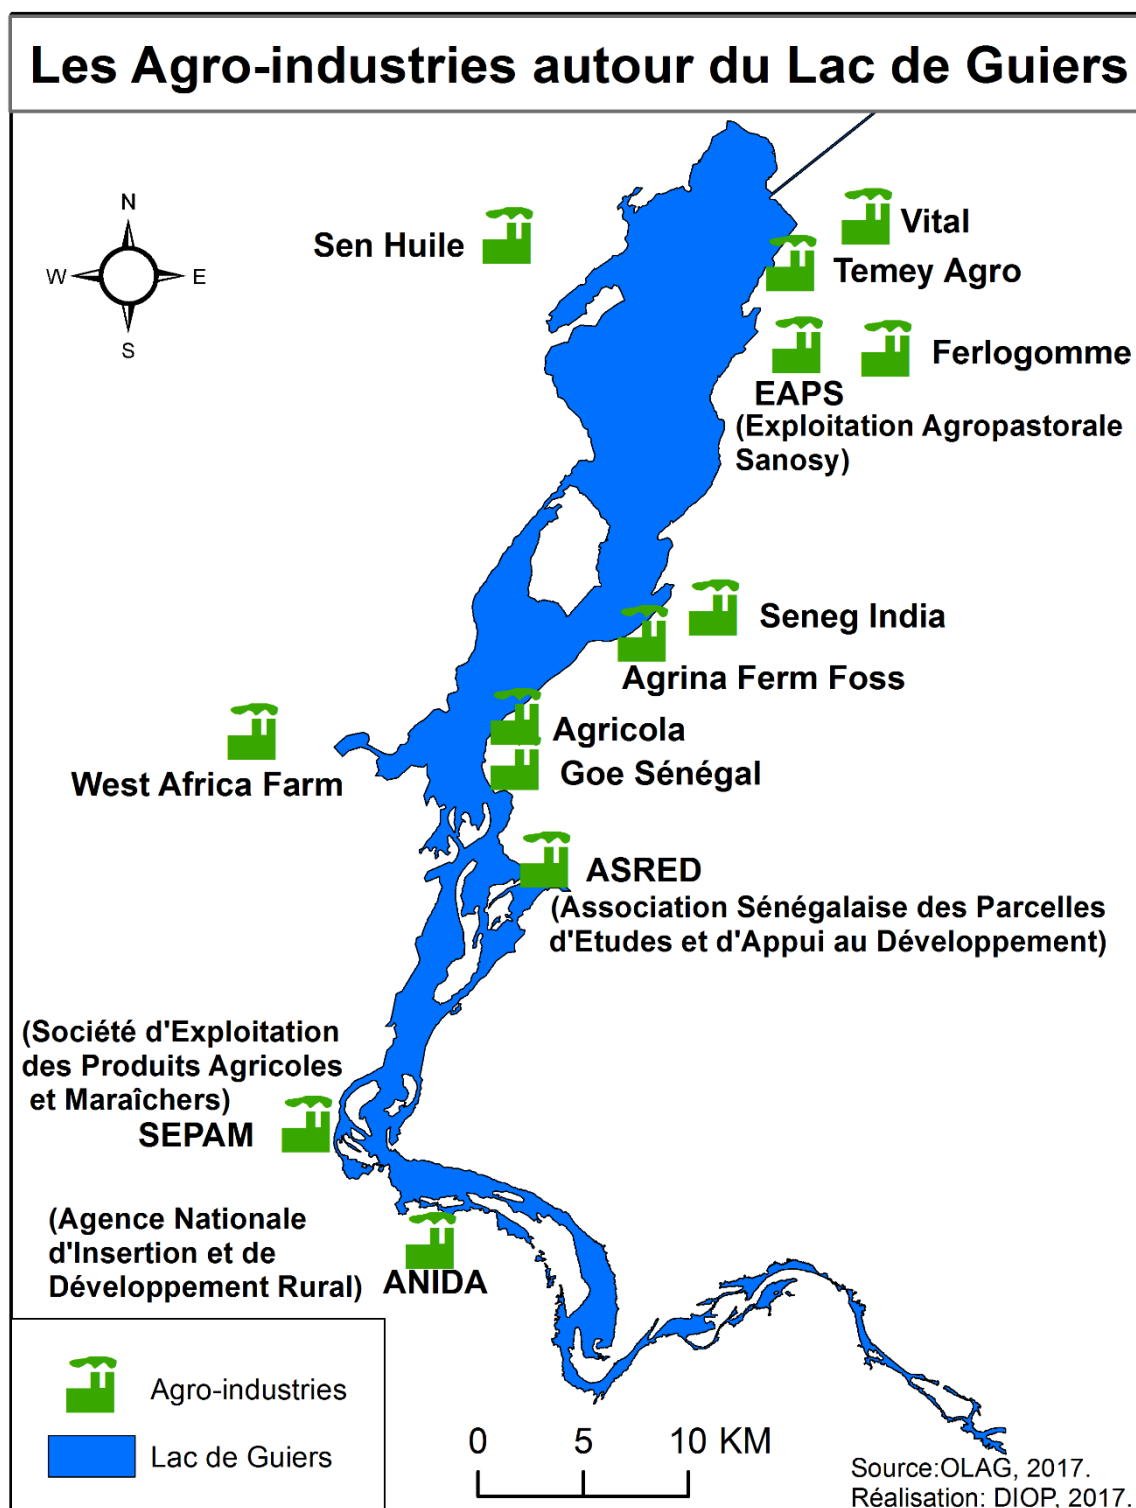 Les Agro-industries autour du Lac de Guiers
N
W
E
S
Sen Huile
Vital
Temey Agro
Ferlogomme
EAPS
(Exploitation Agropastorale
Sanosy)
Seneg India
Agrina Ferm Foss
Agricola
Goe Sénégal
West Africa Farm
ASRED
(Association Sénégalaise des Parcelles
d'Etudes et d'Appui au Développement)
(Société d'Exploitation
des Produits Agricoles
et Maraîchers)
SEPAM
(Agence Nationale
d'Insertion et de
Développement Rural)
ANIDA
Agro-industries
Lac de Guiers
0 5 10 KM
Source:OLAG, 2017.
Réalisation: DIOP, 2017.